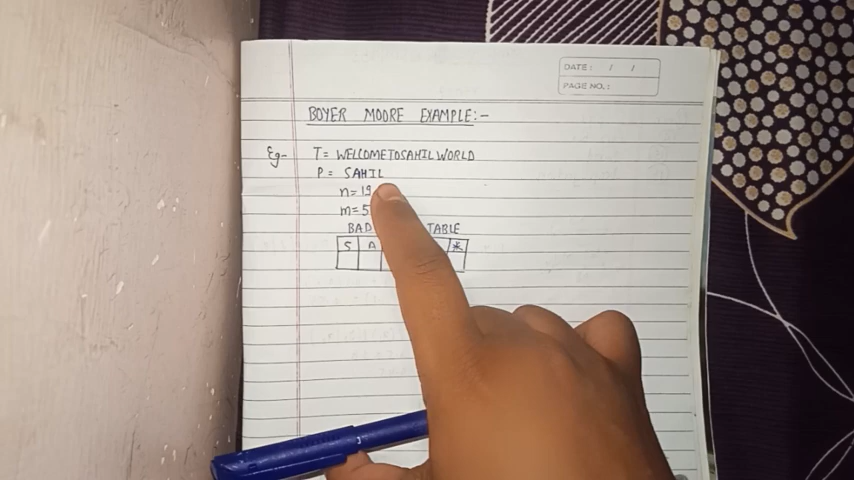 DATE: / /
PAGE NO.:
BOYER MOORE EXAMPLE:-
Eg- T= WELCOMETOSAHILWORLD
P= SAHIL
n=19
m=5
BAD TABLE
S A *